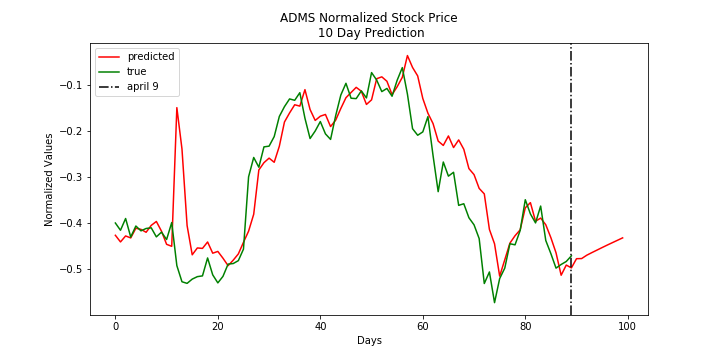 ADMS Normalized Stock Price
10 Day Prediction
predicted
true
april 9
Normalized Values
−0.1
−0.2
−0.3
−0.4
−0.5
0
20
40
60
80
100
Days